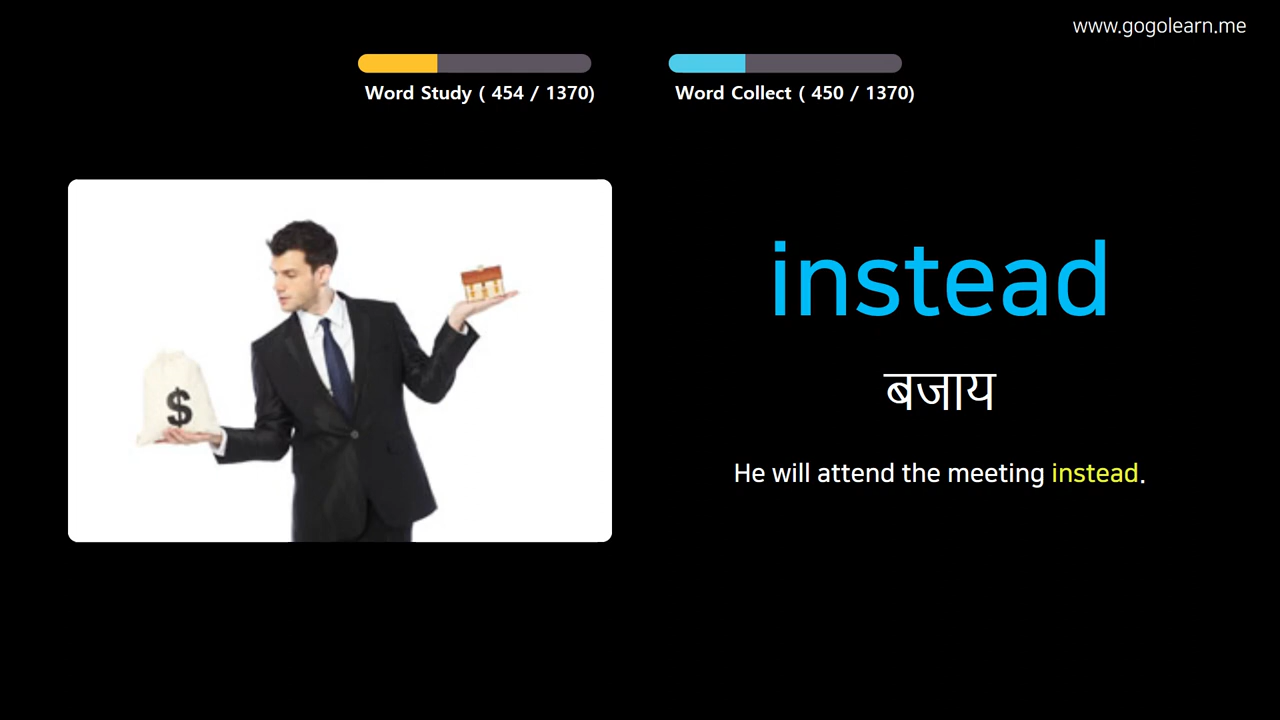 www.gogolearn.me
Word Study ( 454 / 1370)
Word Collect ( 450 / 1370)
$
instead
बजाय
He will attend the meeting instead.